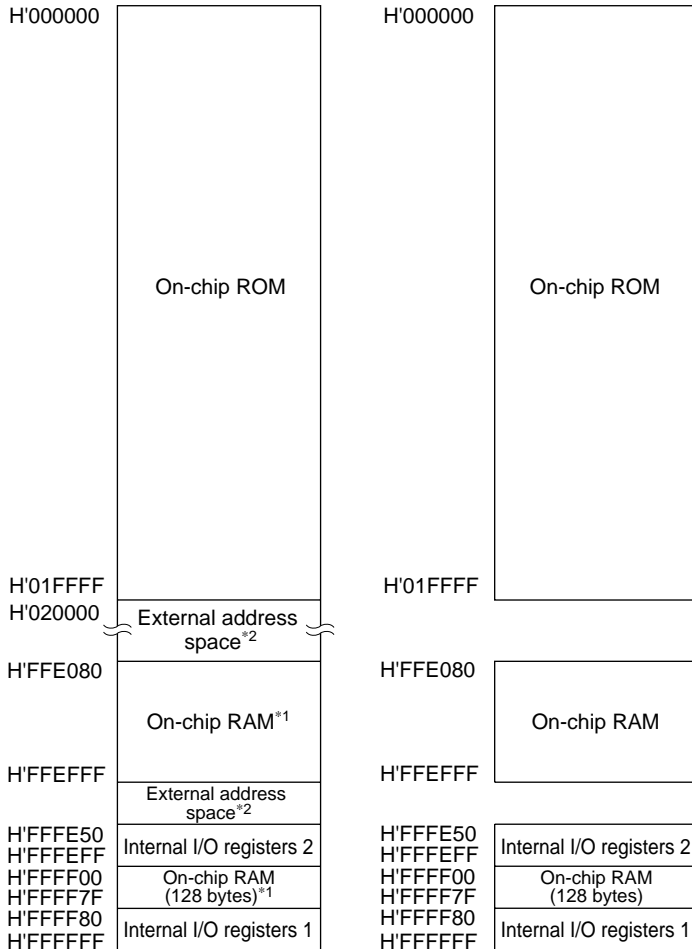 H'000000
On-chip ROM
H'01FFFF
H'020000
External address
space*2
H'FFE080
On-chip RAM*1
H'FFEFFF
External address
space*2
H'FFFE50
Internal I/O registers 2
H'FFFEFF
H'FFFF00
On-chip RAM
(128 bytes)*1
H'FFFF7F
H'FFFF80
Internal I/O registers 1
H'FFFFFF
H'000000
On-chip ROM
H'01FFFF
H'FFE080
On-chip RAM
H'FFEFFF
H'FFFE50
Internal I/O registers 2
H'FFFEFF
H'FFFF00
On-chip RAM
(128 bytes)
H'FFFF7F
H'FFFF80
Internal I/O registers 1
H'FFFFFF